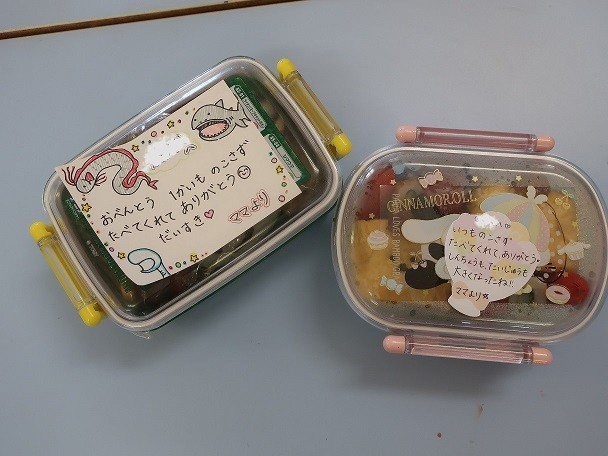 おべんとう 1かいも のこさず
たべてくれて ありがとう
だいすき♡
ママより
CINNAMOROLL
いつものこさず
たべてくれて、ありがとう。
しんちょうも、たいじゅうも
大きくなったね!!
ママより